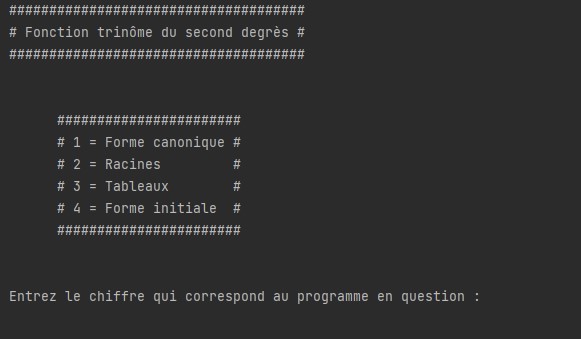 #####################################
# Fonction trinôme du second degrès #
#####################################
#######################
# 1 = Forme canonique #
# 2 = Racines         #
# 3 = Tableaux        #
# 4 = Forme initiale  #
#######################
Entrez le chiffre qui correspond au programme en question :